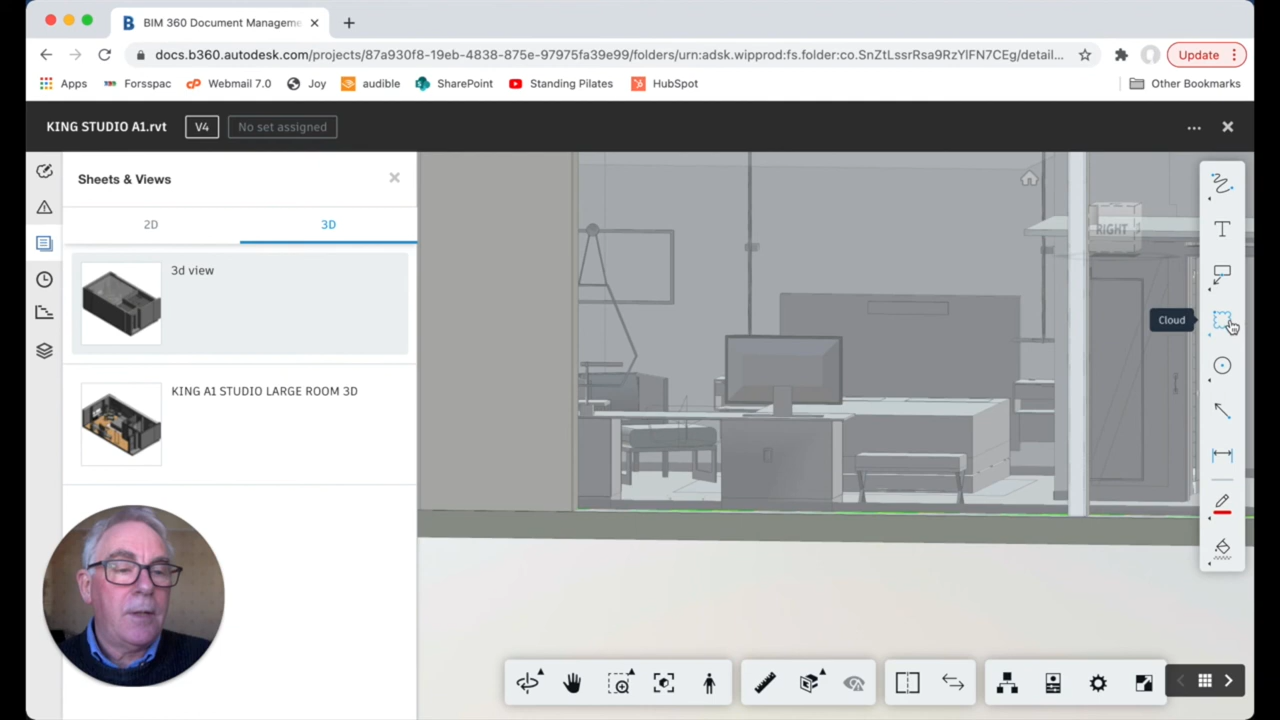 BIM 360 Document Manageme
docs.b360.autodesk.com/projects/87a930f8-19eb-4838-875e-97975fa39e99/folders/urn:adsk.wipprod:fs.folder:co.SnZtLssrRsa9RzYlFN7CEg/detail...
Update
Apps Forsspac Webmail 7.0 Joy audible SharePoint Standing Pilates HubSpot Other Bookmarks
KING STUDIO A1.rvt V4 No set assigned
Sheets & Views
2D 3D
3d view
KING A1 STUDIO LARGE ROOM 3D
RIGHT
T
Cloud